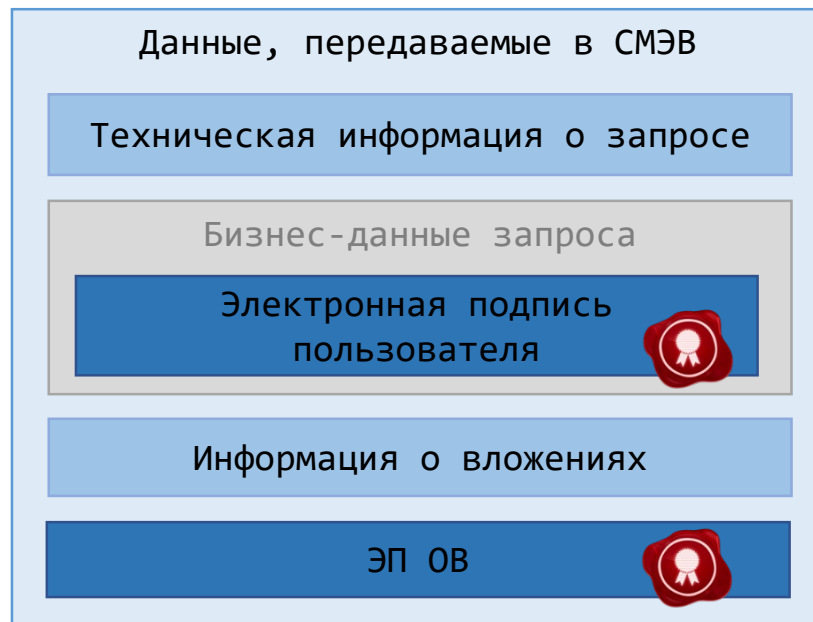 Данные, передаваемые в СМЭВ
Техническая информация о запросе
Бизнес-данные запроса
Электронная подпись
пользователя
Информация о вложениях
ЭП ОВ